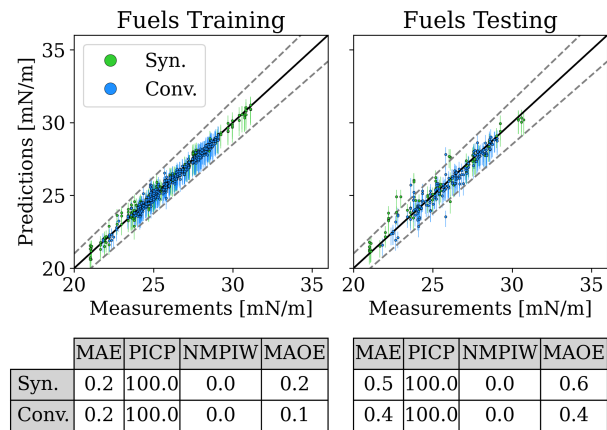 Fuels Training
Fuels Testing
Predictions [mN/m]
35
30
25
20
Syn.
Conv.
20 25 30 35
20 25 30 35
Measurements [mN/m]
Measurements [mN/m]
MAE PICP NMPIW MAOE
Syn. 0.2 100.0 0.0 0.2
Conv. 0.2 100.0 0.0 0.1
MAE PICP NMPIW MAOE
0.5 100.0 0.0 0.6
0.4 100.0 0.0 0.4